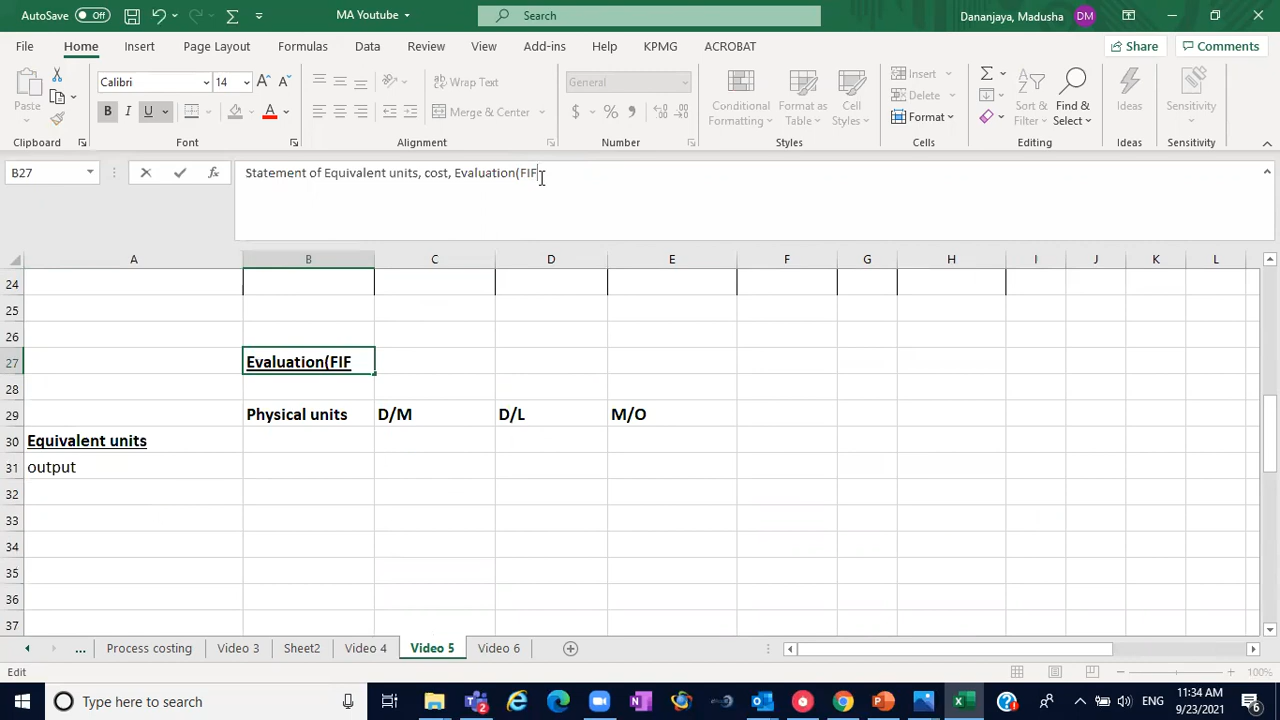 AutoSave Off MA Youtube Search Dananjaya, Madusha DM
File Home Insert Page Layout Formulas Data Review View Add-ins Help KPMG ACROBAT Share Comments
Paste Calibri 14 Wrap Text General Conditional Formatting Format as Table Cell Styles Insert Sort & Filter Find & Select Ideas Sensitivity
B I U Merge & Center $ % Delete
Format
Clipboard Font Alignment Number Styles Cells Editing Ideas Sensitivity
B27 fx Statement of Equivalent units, cost, Evaluation(FIF
A B C D E F G H I J K L
24
25
26
27 Evaluation(FIF
28
29 Physical units D/M D/L M/O
30 Equivalent units
31 output
32
33
34
35
36
37
... Process costing Video 3 Sheet2 Video 4 Video 5 Video 6
Edit 100%
Type here to search ENG 11:34 AM 9/23/2021 6